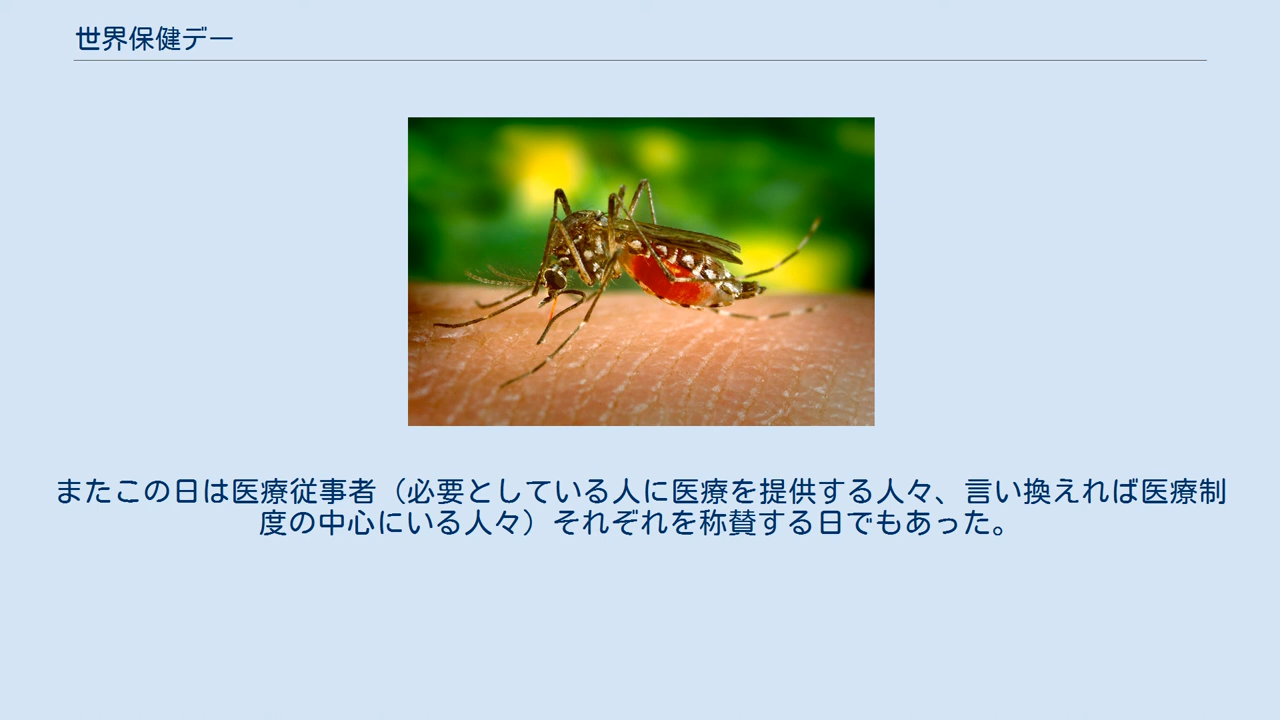 世界保健デー
またこの日は医療従事者（必要としている人に医療を提供する人々、言い換えれば医療制
度の中心にいる人々）それぞれを称賛する日でもあった。